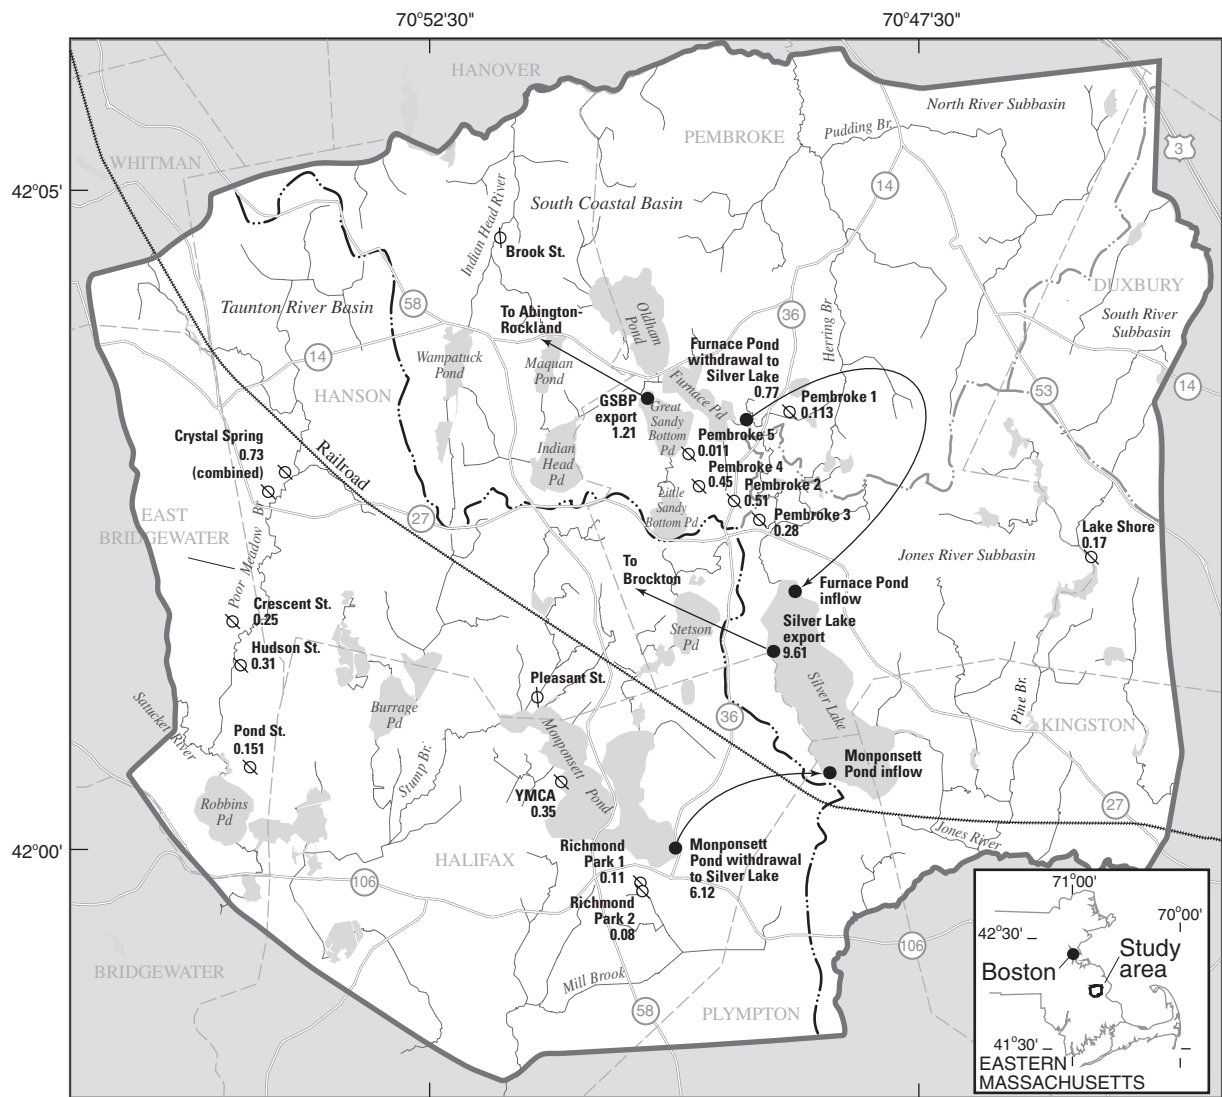 70°52'30"
70°47'30"
HANOVER
North River Subbasin
PEMBROKE
Pudding Br.
3
WHITMAN
42°05'
14
South Coastal Basin
Indian Head River
Brook St.
DUXBURY
Taunton River Basin
58
To Abington-
Rockland
Oldham
Pond
36
Herring Br
South River
Subbasin
Furnace Pond
withdrawal to
Silver Lake
0.77
14
Wampatuck
Pond
Maquan
Pond
Furnace Pd
53
14
HANSON
GSBP
export
1.21
Great
Sandy
Bottom
Pd
Pembroke 1
0.113
Crystal Spring
0.73
(combined)
Railroad
Indian
Head
Pd
Pembroke 5
0.011
Pembroke 4
0.45
Pembroke 2
0.51
Pembroke 3
0.28
Little
Sandy
Bottom Pd
27
EAST
BRIDGEWATER
Poor Meadow Br
Lake Shore
0.17
Jones River Subbasin
To
Brockton
Furnace Pond
inflow
Crescent St.
0.25
Stetson
Pd
Silver Lake
export
9.61
Hudson St.
0.31
Pleasant St.
Silver Lake
Pine Br.
Satucket River
Burrage
Pd
36
KINGSTON
Pond St.
0.151
Stump Br.
Monponsett
Pond
Monponsett
Pond inflow
YMCA
0.35
Robbins
Pd
27
Jones River
42°00'
HALIFAX
Richmond
Park 1
0.11
Monponsett
Pond withdrawal
to Silver Lake
6.12
106
Richmond
Park 2
0.08
106
BRIDGEWATER
Mill Brook
58
PLYMPTON
71°00'
70°00'
42°30'
Boston
Study
area
41°30'
EASTERN
MASSACHUSETTS